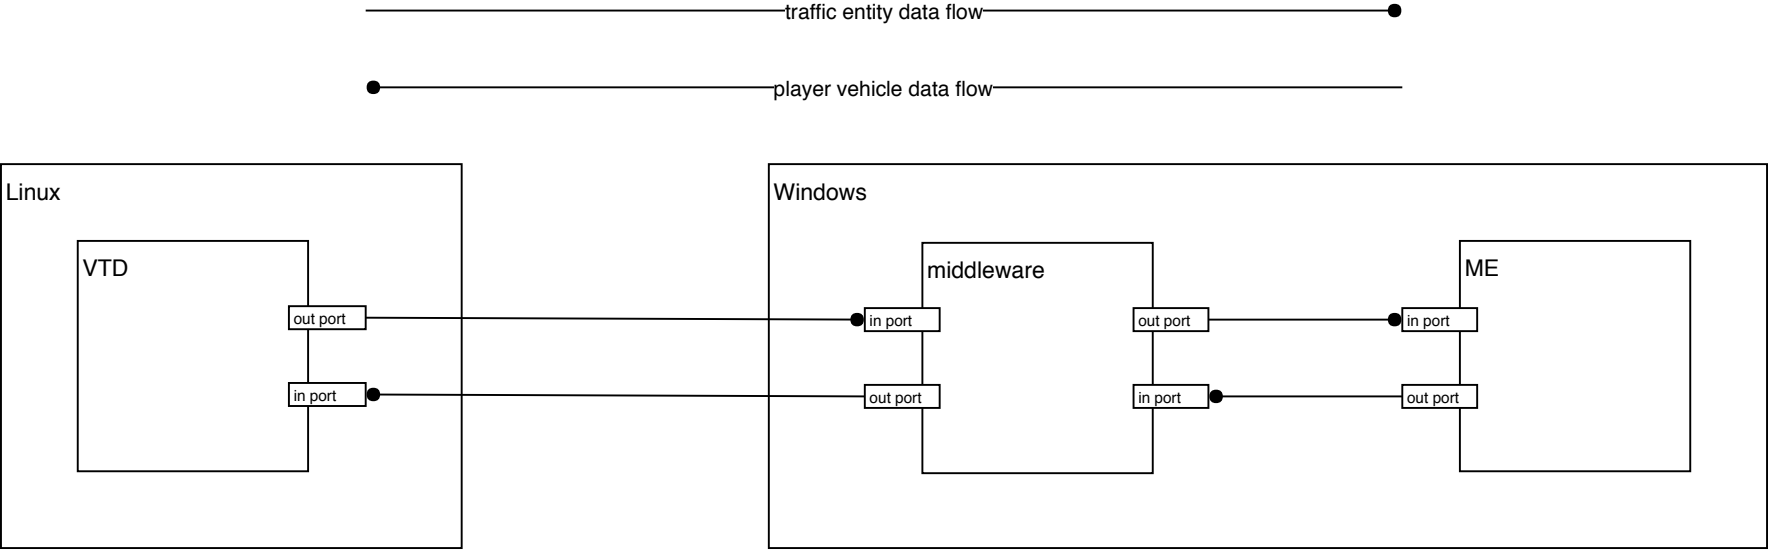 traffic entity data flow
player vehicle data flow
Linux
Windows
VTD
middleware
ME
out port
in port
out port
in port
in port
out port
in port
out port